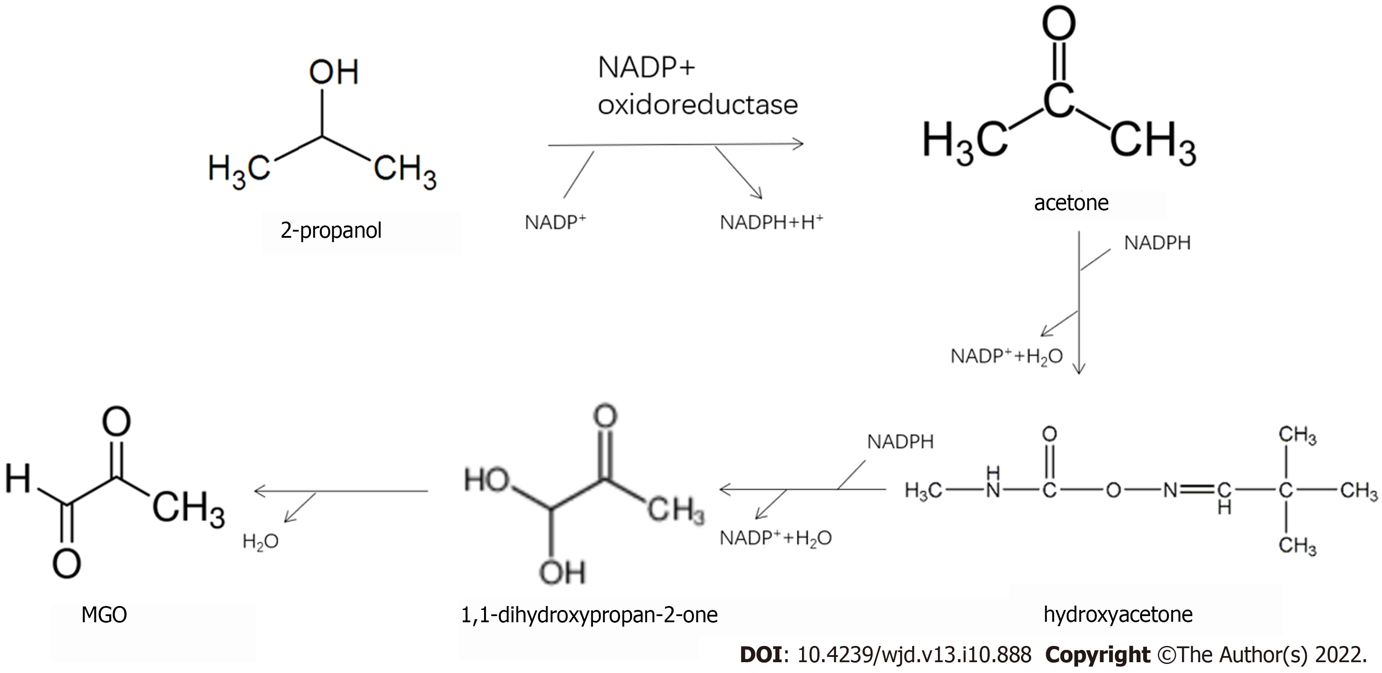 OH
H₃C
CH₃
2-propanol
NADP+
oxidoreductase
NADP⁺
NADPH+H⁺
O
C
H₃C
CH₃
acetone
NADPH
NADP⁺+H₂O
CH₃
O
H
H₃C
N
C
O
N
C
H
C
CH₃
CH₃
hydroxyacetone
NADPH
NADP⁺+H₂O
O
HO
CH₃
OH
1,1-dihydroxypropan-2-one
H₂O
O
H
CH₃
O
MGO
DOI: 10.4239/wjd.v13.i10.888 Copyright ©The Author(s) 2022.